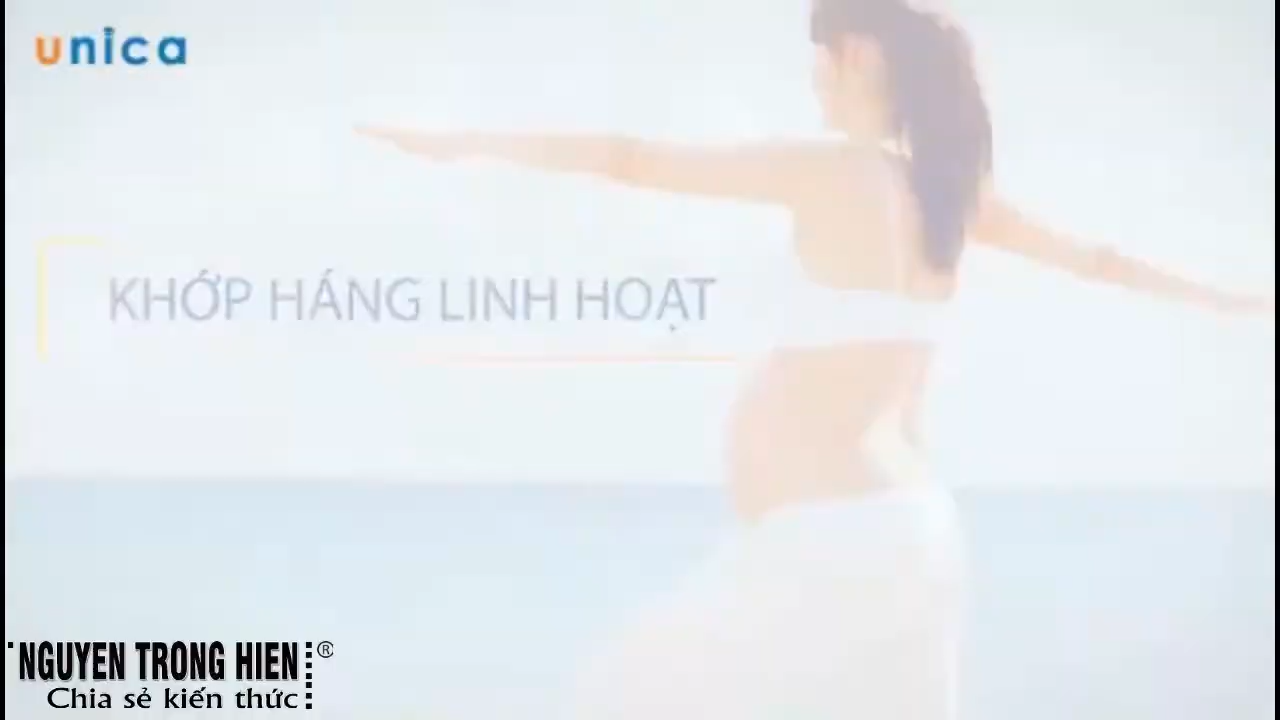 unica
KHỚP HÁNG LINH HOẠT
NGUYEN TRONG HIEN ®
Chia sẻ kiến thức